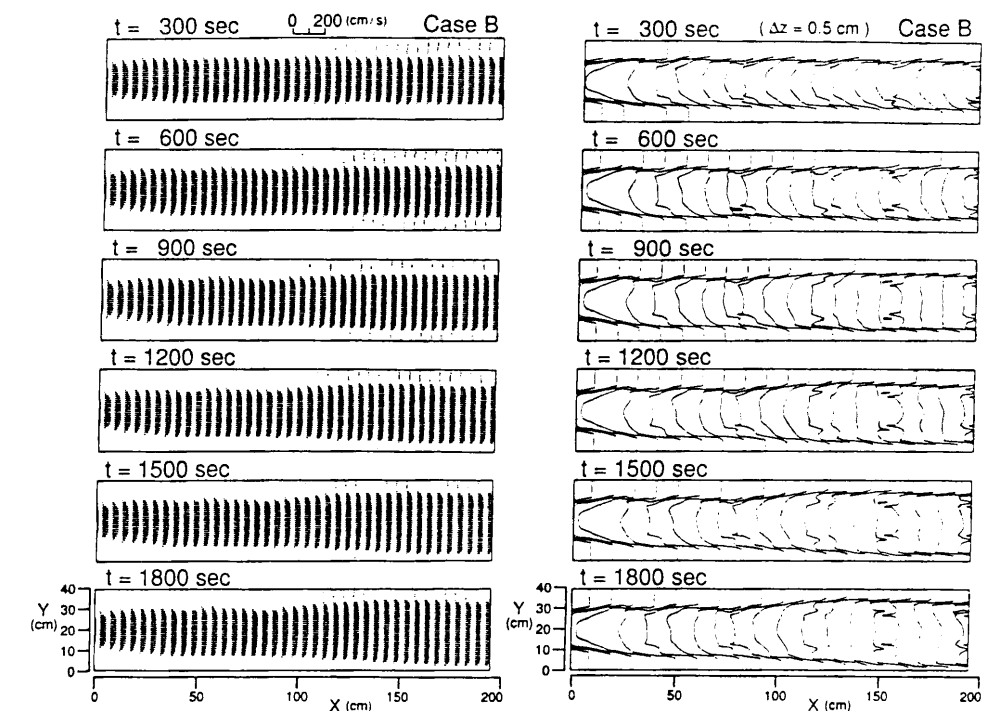 t = 300 sec 0 200 (cm/s) Case B
t = 600 sec
t = 900 sec
t = 1200 sec
t = 1500 sec
t = 1800 sec
40
30
20
10
0
Y
(cm)
0 50 100 150 200
X (cm)
t = 300 sec (Δz = 0.5 cm) Case B
t = 600 sec
t = 900 sec
t = 1200 sec
t = 1500 sec
t = 1800 sec
40
30
20
10
0
Y
(cm)
0 50 100 150 200
X (cm)